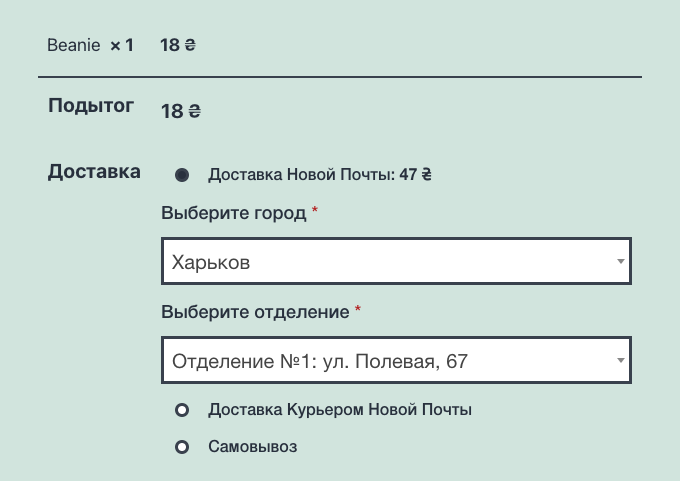 Beanie × 1 18 ₴
Подытог 18 ₴
Доставка Доставка Новой Почты: 47 ₴
Выберите город *
Харьков
Выберите отделение *
Отделение №1: ул. Полевая, 67
Доставка Курьером Новой Почты
Самовывоз